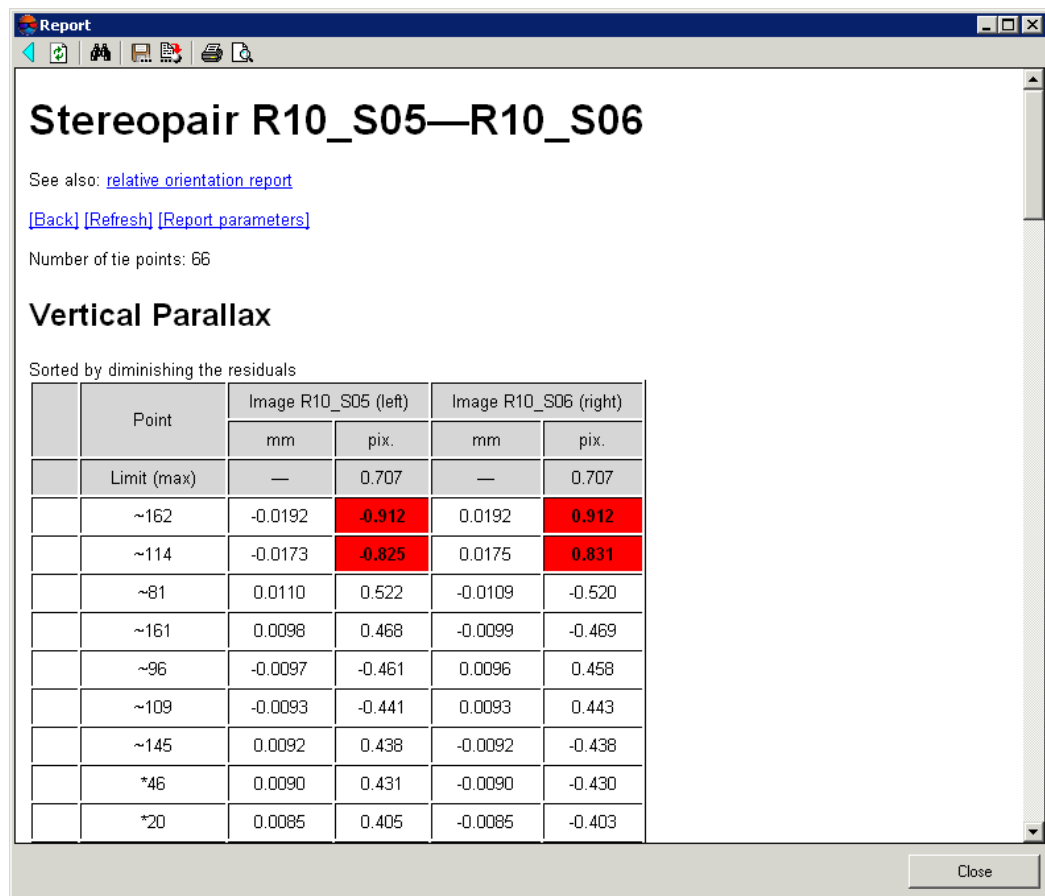 Report
Stereopair R10_S05—R10_S06
See also: relative orientation report
[Back] [Refresh] [Report parameters]
Number of tie points: 66
Vertical Parallax
Sorted by diminishing the residuals
Point Image R10_S05 (left) Image R10_S06 (right)
mm pix. mm pix.
Limit (max) — 0.707 — 0.707
~162 -0.0192 -0.912 0.0192 0.912
~114 -0.0173 -0.825 0.0175 0.831
~81 0.0110 0.522 -0.0109 -0.520
~161 0.0098 0.468 -0.0099 -0.469
~96 -0.0097 -0.461 0.0096 0.458
~109 -0.0093 -0.441 0.0093 0.443
~145 0.0092 0.438 -0.0092 -0.438
*46 0.0090 0.431 -0.0090 -0.430
*20 0.0085 0.405 -0.0085 -0.403
Close